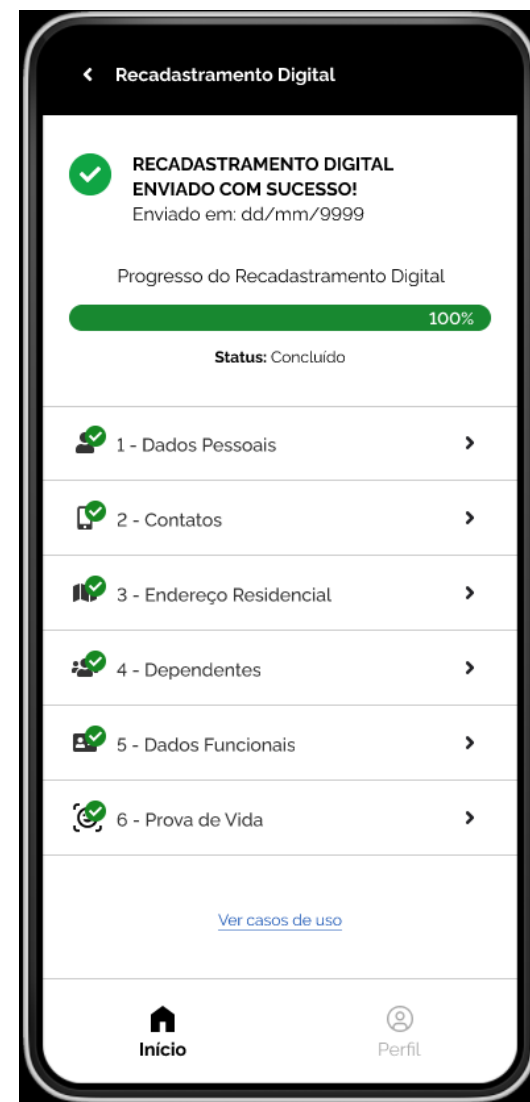 Recadastramento Digital
RECADASTRAMENTO DIGITAL
ENVIADO COM SUCESSO!
Enviado em: dd/mm/9999
Progresso do Recadastramento Digital
100%
Status: Concluído
1 - Dados Pessoais
2 - Contatos
3 - Endereço Residencial
4 - Dependentes
5 - Dados Funcionais
6 - Prova de Vida
Ver casos de uso
Início
Perfil